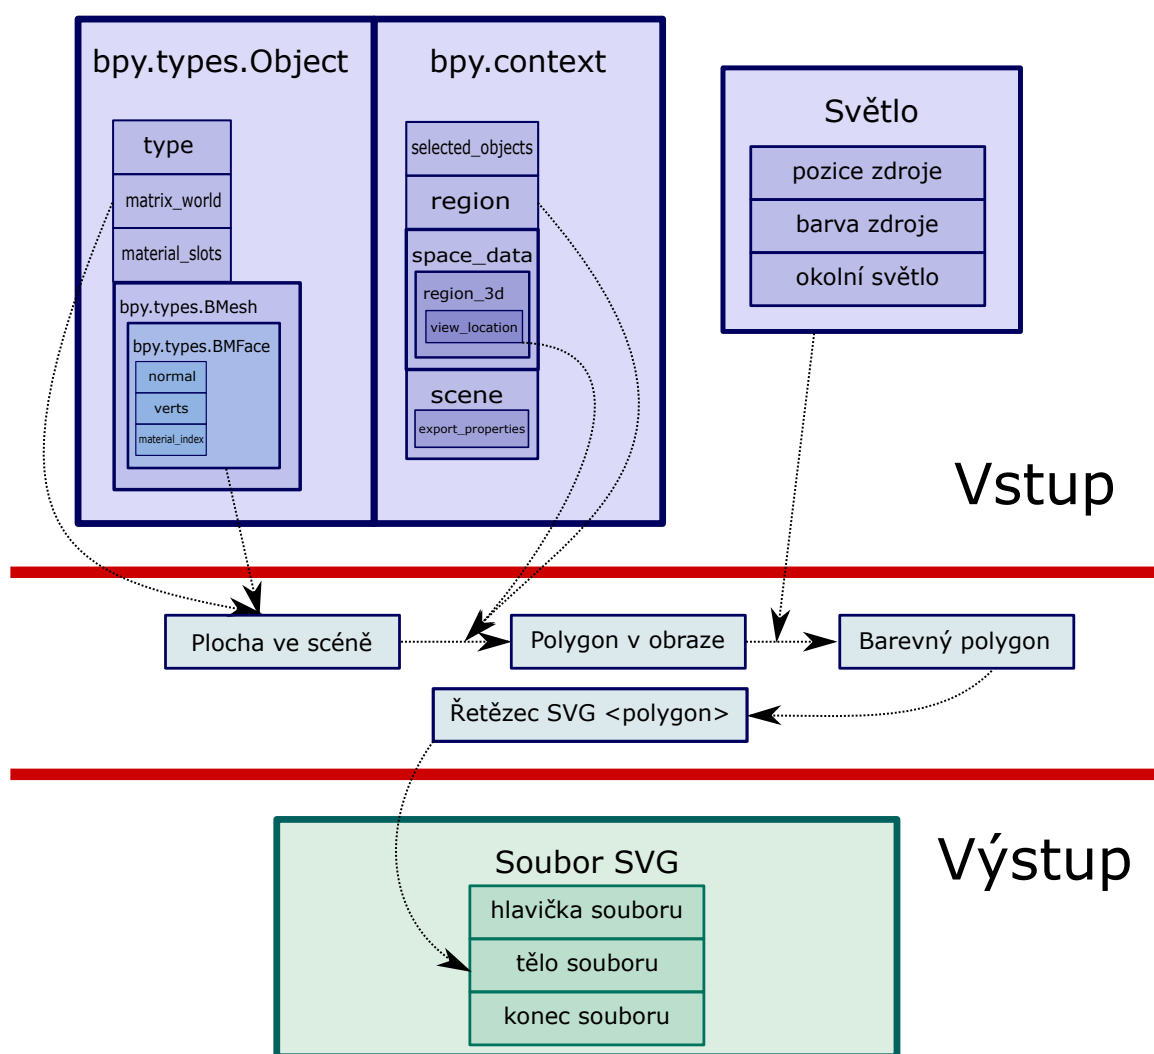 bpy.types.Object
type
matrix_world
material_slots
bpy.types.BMesh
bpy.types.BMFace
normal
verts
material_index
bpy.context
selected_objects
region
space_data
region_3d
view_location
scene
export_properties
Světlo
pozice zdroje
barva zdroje
okolní světlo
Vstup
Plocha ve scéně
Polygon v obraze
Barevný polygon
Řetězec SVG <polygon>
Výstup
Soubor SVG
hlavička souboru
tělo souboru
konec souboru